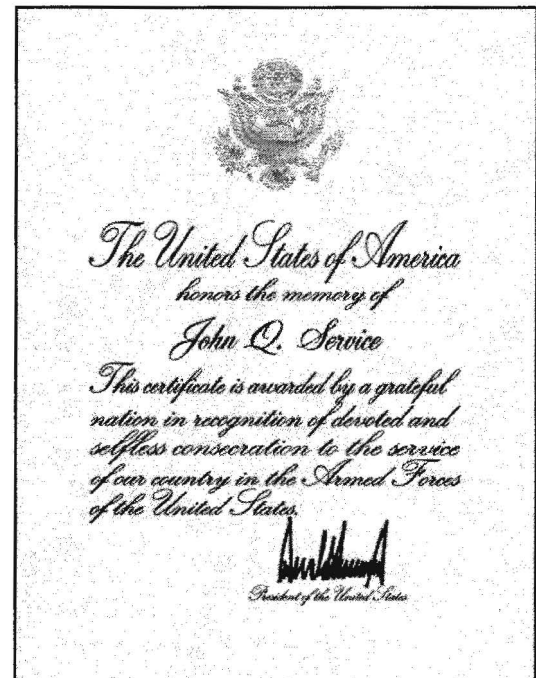 The United States of America
honors the memory of
John Q. Service
This certificate is awarded by a grateful
nation in recognition of devoted and
selfless consecration to the service
of our country in the Armed Forces
of the United States.
President of the United States